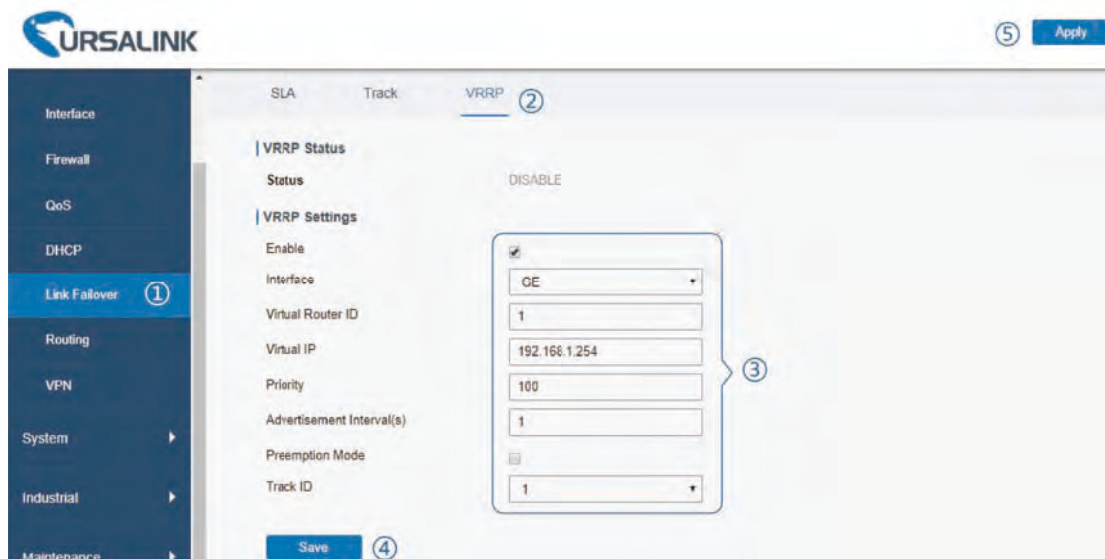 URSALINK
⑤ Apply
SLA Track VRRP ②
Interface
Firewall
QoS
DHCP
Link Failover ①
Routing
VPN
System
Industrial
Maintenance
VRRP Status
Status DISABLE
VRRP Settings
Enable
Interface GE
Virtual Router ID 1
Virtual IP 192.168.1.254
Priority 100
Advertisement Interval(s) 1
Preemption Mode
Track ID 1
③
Save ④